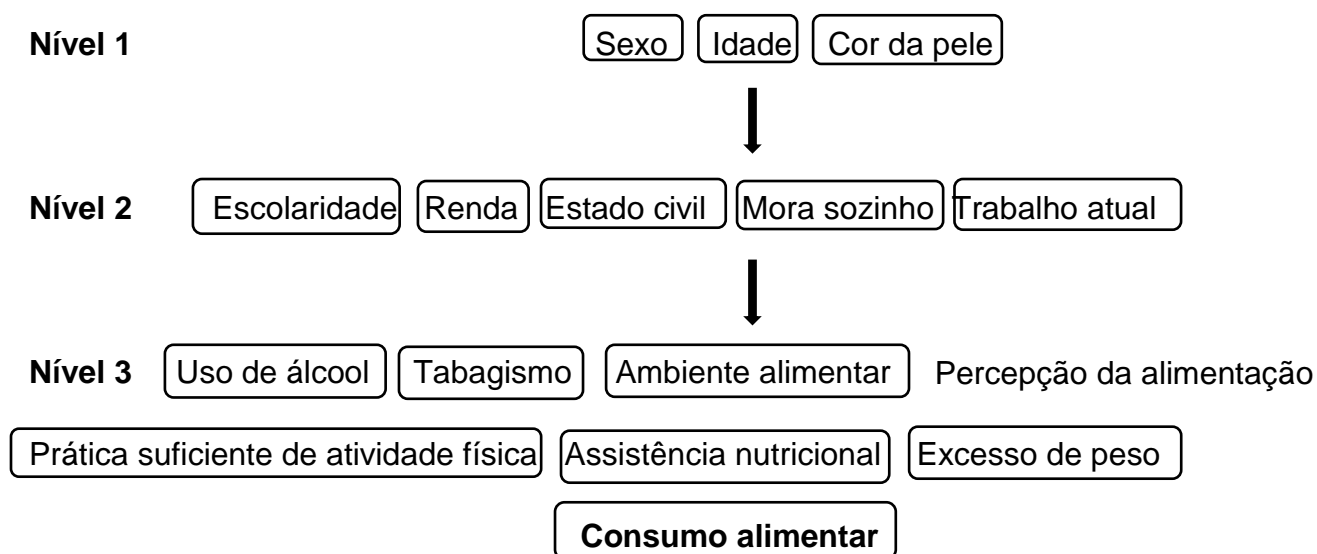 Nível 1 Sexo Idade Cor da pele
Nível 2 Escolaridade Renda Estado civil Mora sozinho Trabalho atual
Nível 3 Uso de álcool Tabagismo Ambiente alimentar Percepção da alimentação
Prática suficiente de atividade física Assistência nutricional Excesso de peso
Consumo alimentar